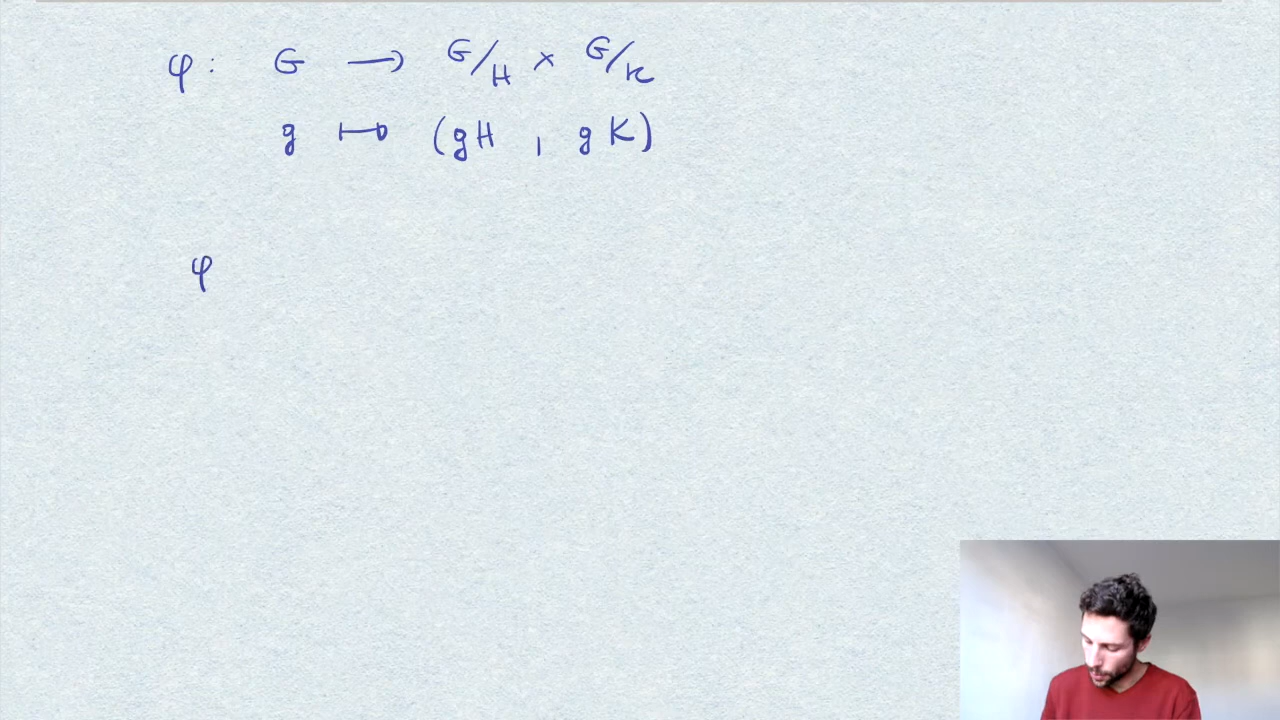 φ: G → G/H × G/K
g ↦ (gH , gK)
φ